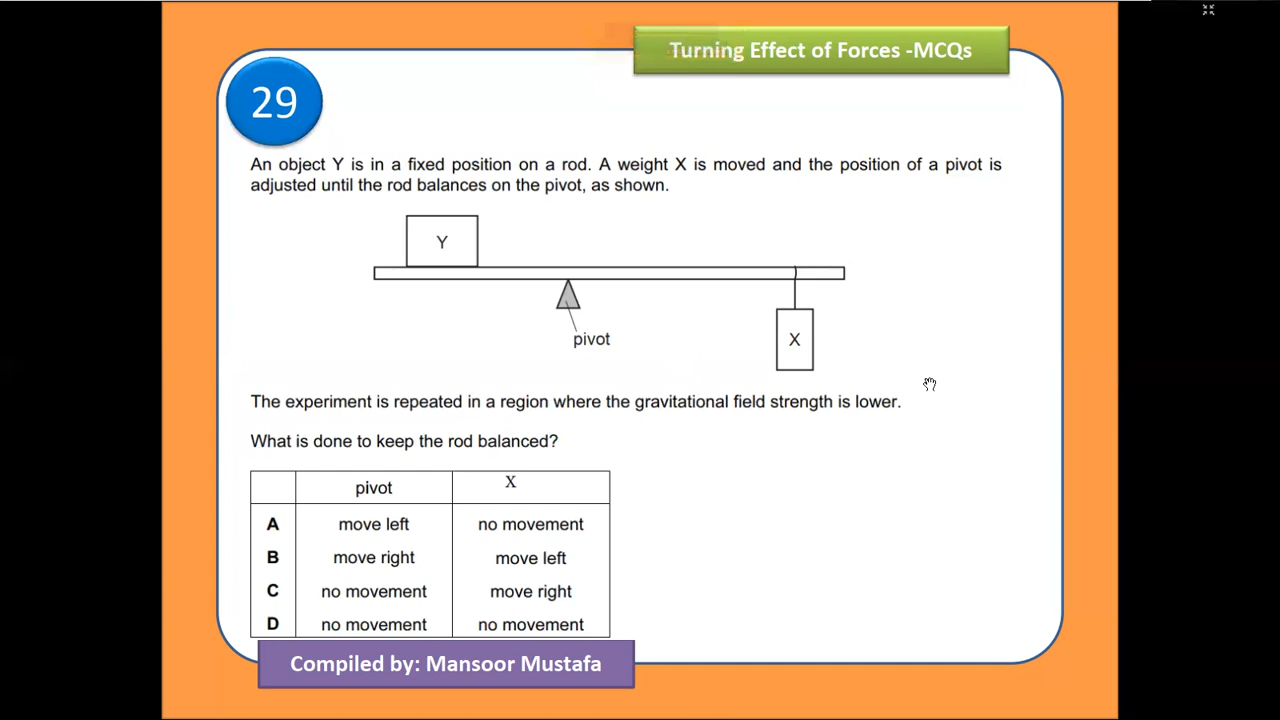 Turning Effect of Forces -MCQs
29
An object Y is in a fixed position on a rod. A weight X is moved and the position of a pivot is
adjusted until the rod balances on the pivot, as shown.
Y
pivot
X
The experiment is repeated in a region where the gravitational field strength is lower.
What is done to keep the rod balanced?
pivot X
A move left no movement
B move right move left
C no movement move right
D no movement no movement
Compiled by: Mansoor Mustafa